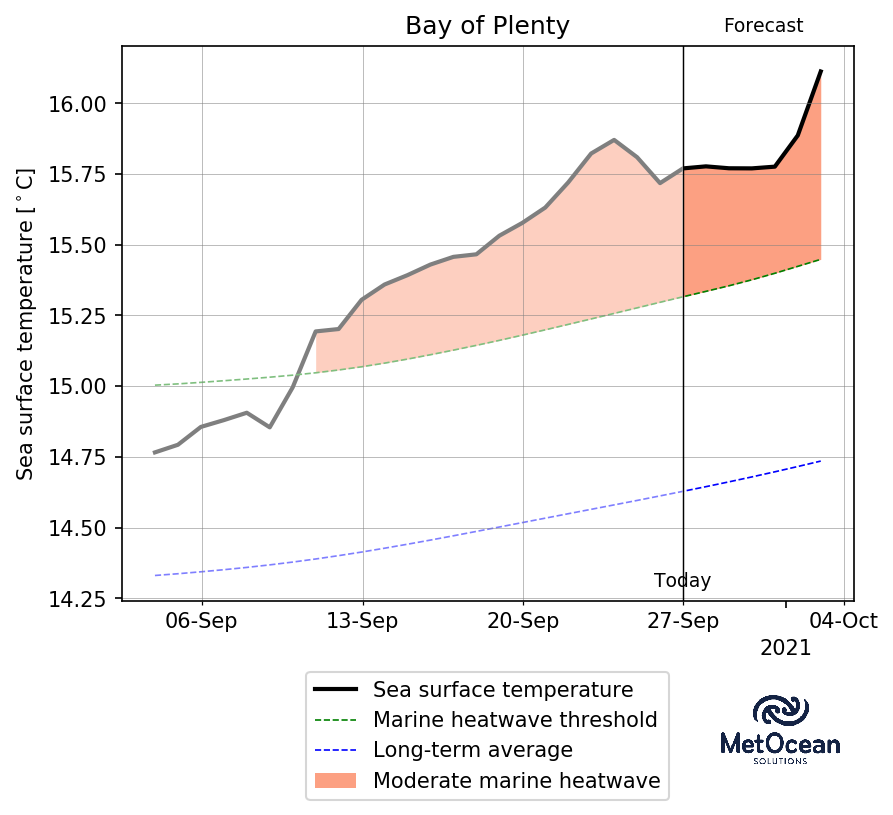 Bay of Plenty
Forecast
Sea surface temperature [°C]
16.00
15.75
15.50
15.25
15.00
14.75
14.50
14.25
Today
06-Sep 13-Sep 20-Sep 27-Sep 04-Oct
2021
Sea surface temperature
Marine heatwave threshold
Long-term average
Moderate marine heatwave
MetOcean
SOLUTIONS